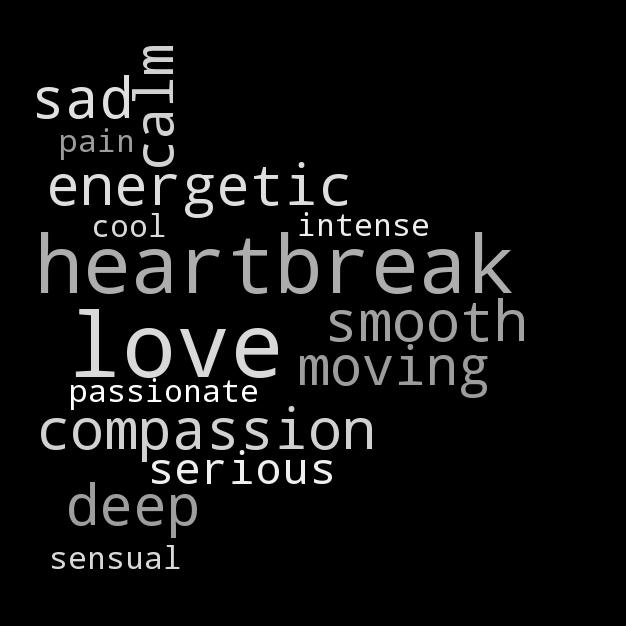 calm
sad
pain
energetic
cool intense
heartbreak
love smooth
moving
passionate
compassion
serious
deep
sensual